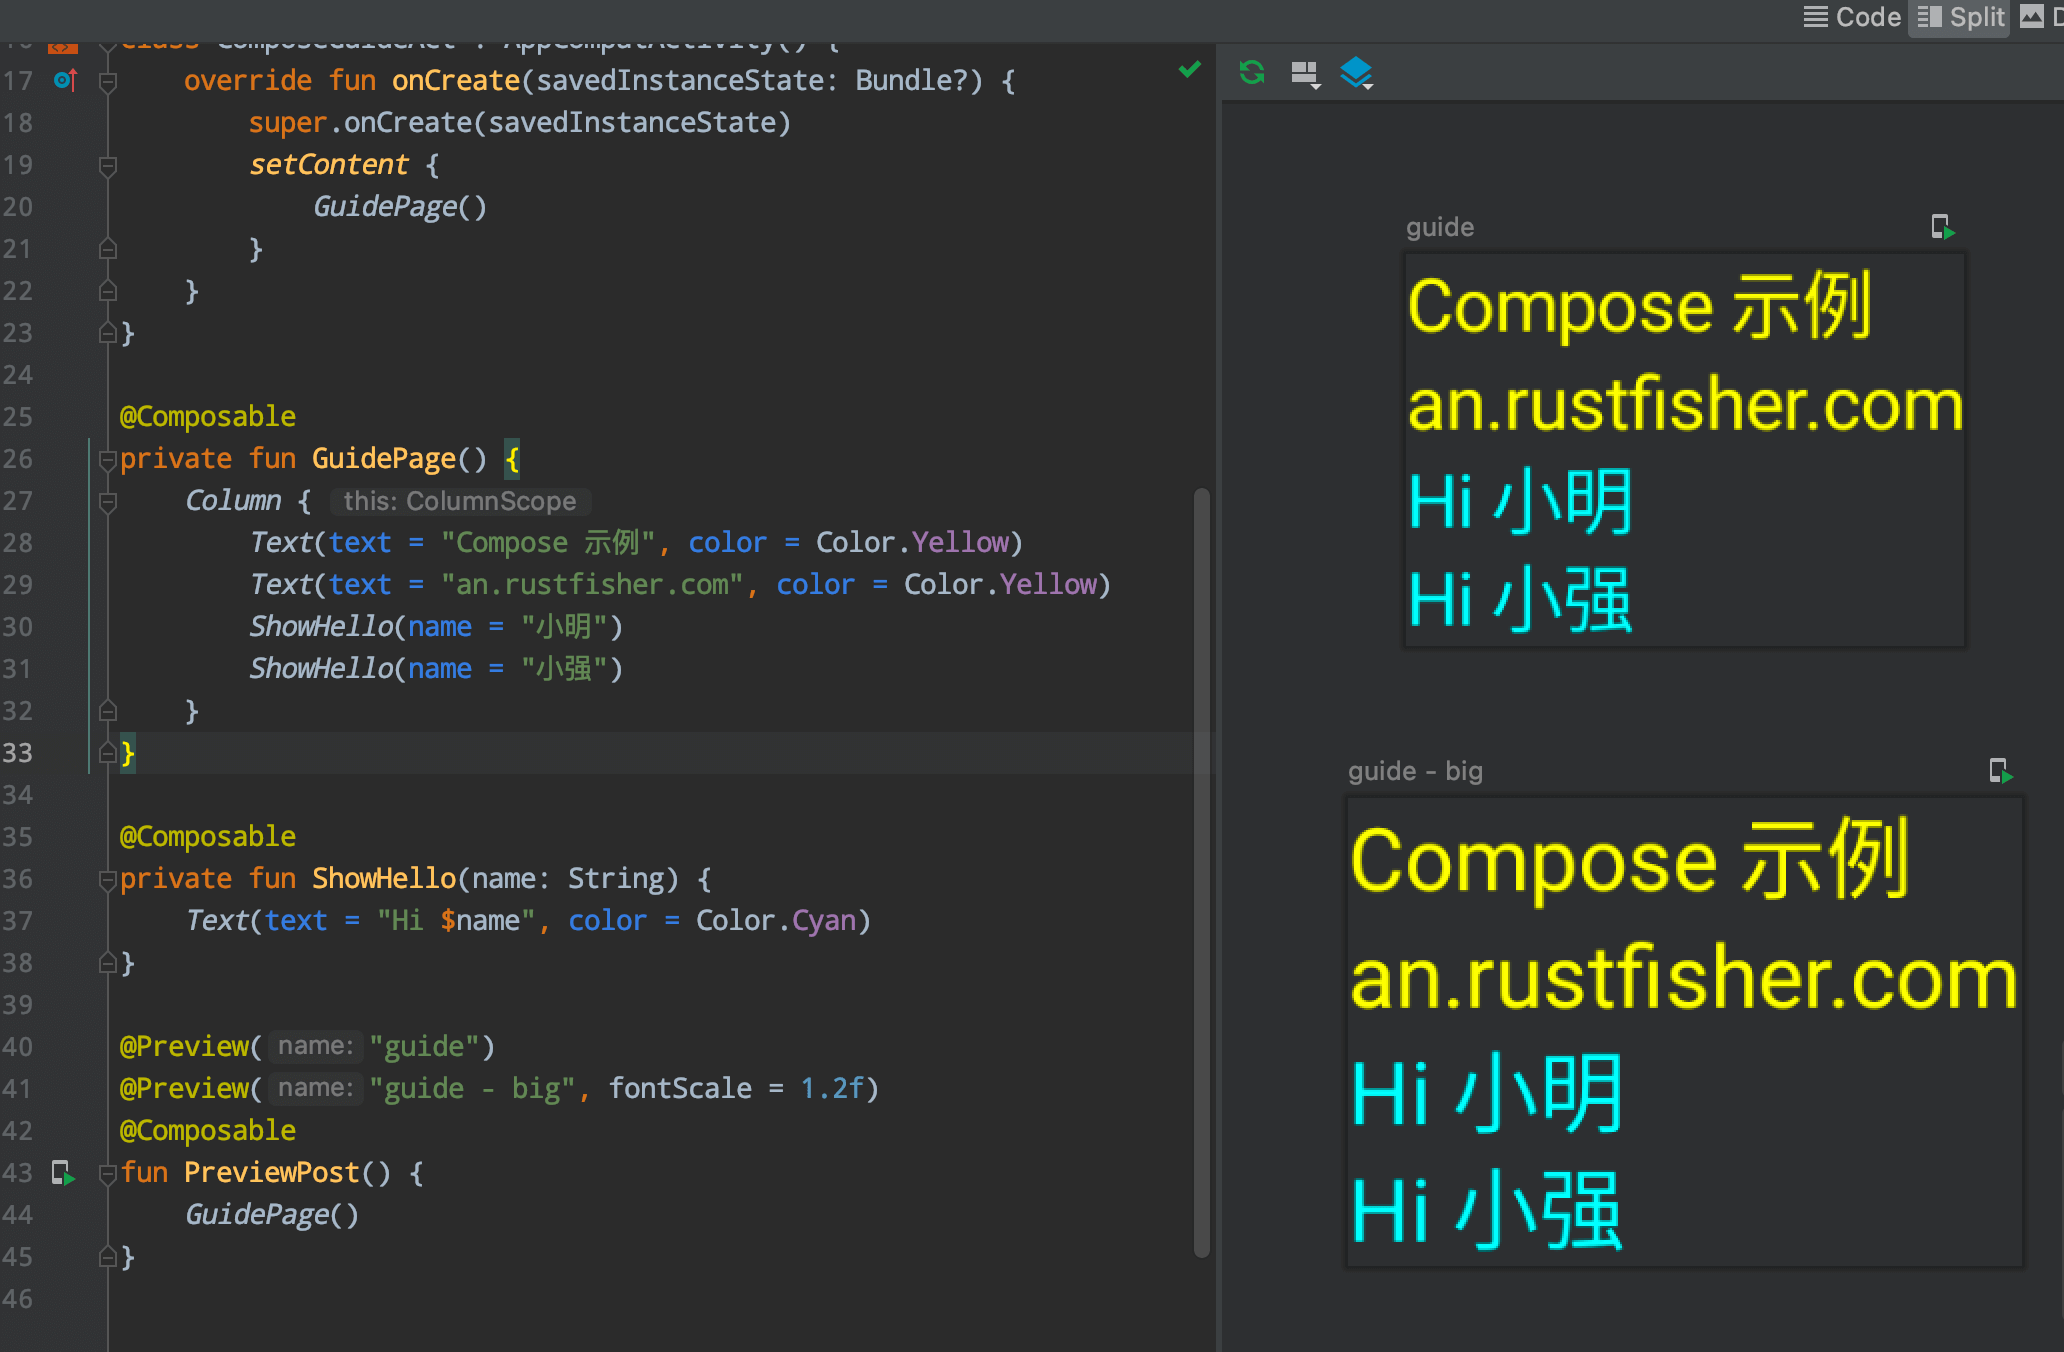 Code Split
class ComposeGuideAct : AppCompatActivity() {
17 override fun onCreate(savedInstanceState: Bundle?) {
18 super.onCreate(savedInstanceState)
19 setContent {
20 GuidePage()
21 }
22 }
23 }
24
25 @Composable
26 private fun GuidePage() {
27 Column { this: ColumnScope
28 Text(text = "Compose 示例", color = Color.Yellow)
29 Text(text = "an.rustfisher.com", color = Color.Yellow)
30 ShowHello(name = "小明")
31 ShowHello(name = "小强")
32 }
33 }
34
35 @Composable
36 private fun ShowHello(name: String) {
37 Text(text = "Hi $name", color = Color.Cyan)
38 }
39
40 @Preview( name: "guide")
41 @Preview( name: "guide - big", fontScale = 1.2f)
42 @Composable
43 fun PreviewPost() {
44 GuidePage()
45 }
46
guide
Compose 示例
an.rustfisher.com
Hi 小明
Hi 小强
guide - big
Compose 示例
an.rustfisher.com
Hi 小明
Hi 小强